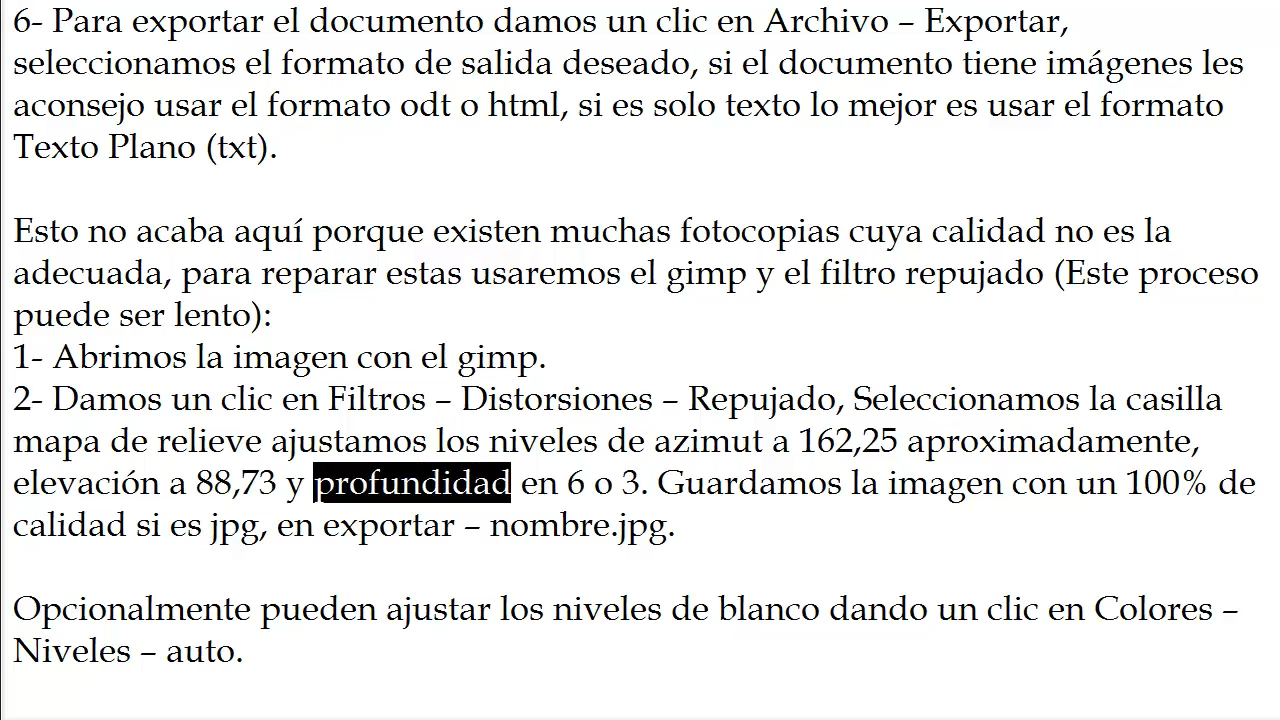 6- Para exportar el documento damos un clic en Archivo – Exportar,
seleccionamos el formato de salida deseado, si el documento tiene imágenes les
aconsejo usar el formato odt o html, si es solo texto lo mejor es usar el formato
Texto Plano (txt).
Esto no acaba aquí porque existen muchas fotocopias cuya calidad no es la
adecuada, para reparar estas usaremos el gimp y el filtro repujado (Este proceso
puede ser lento):
1- Abrimos la imagen con el gimp.
2- Damos un clic en Filtros – Distorsiones – Repujado, Seleccionamos la casilla
mapa de relieve ajustamos los niveles de azimut a 162,25 aproximadamente,
elevación a 88,73 y profundidad en 6 o 3. Guardamos la imagen con un 100% de
calidad si es jpg, en exportar – nombre.jpg.
Opcionalmente pueden ajustar los niveles de blanco dando un clic en Colores –
Niveles – auto.